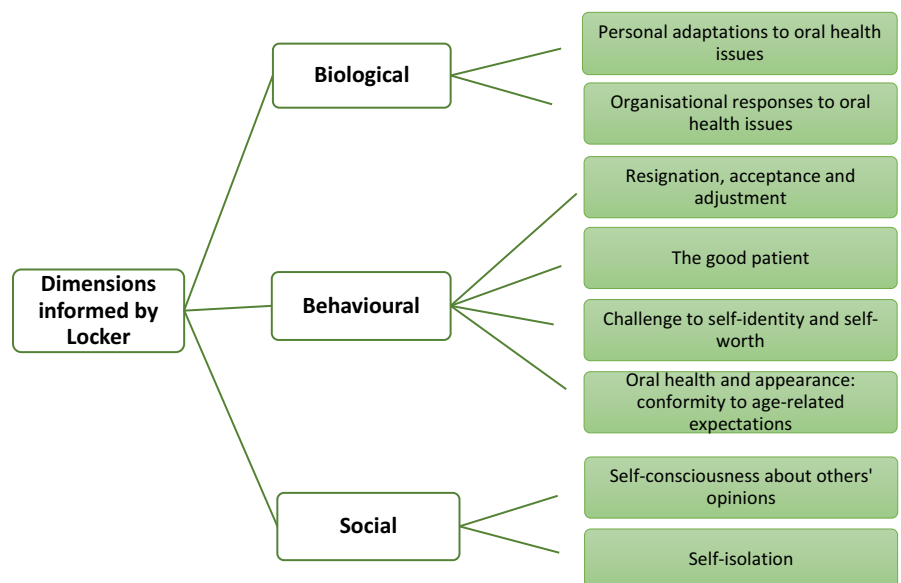 Dimensions
informed by
Locker
Biological
Personal adaptations to oral health
issues
Organisational responses to oral
health issues
Behavioural
Resignation, acceptance and
adjustment
The good patient
Challenge to self-identity and self-
worth
Oral health and appearance:
conformity to age-related
expectations
Social
Self-consciousness about others'
opinions
Self-isolation